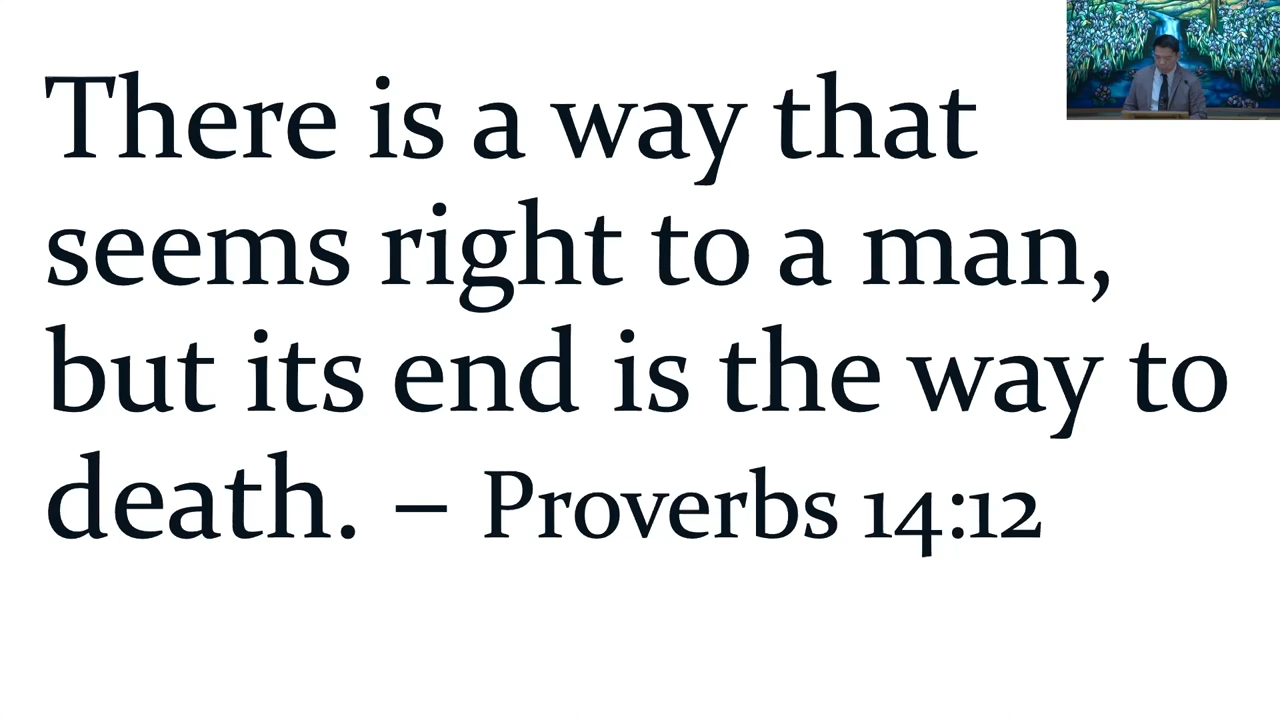 There is a way that
seems right to a man,
but its end is the way to
death. – Proverbs 14:12